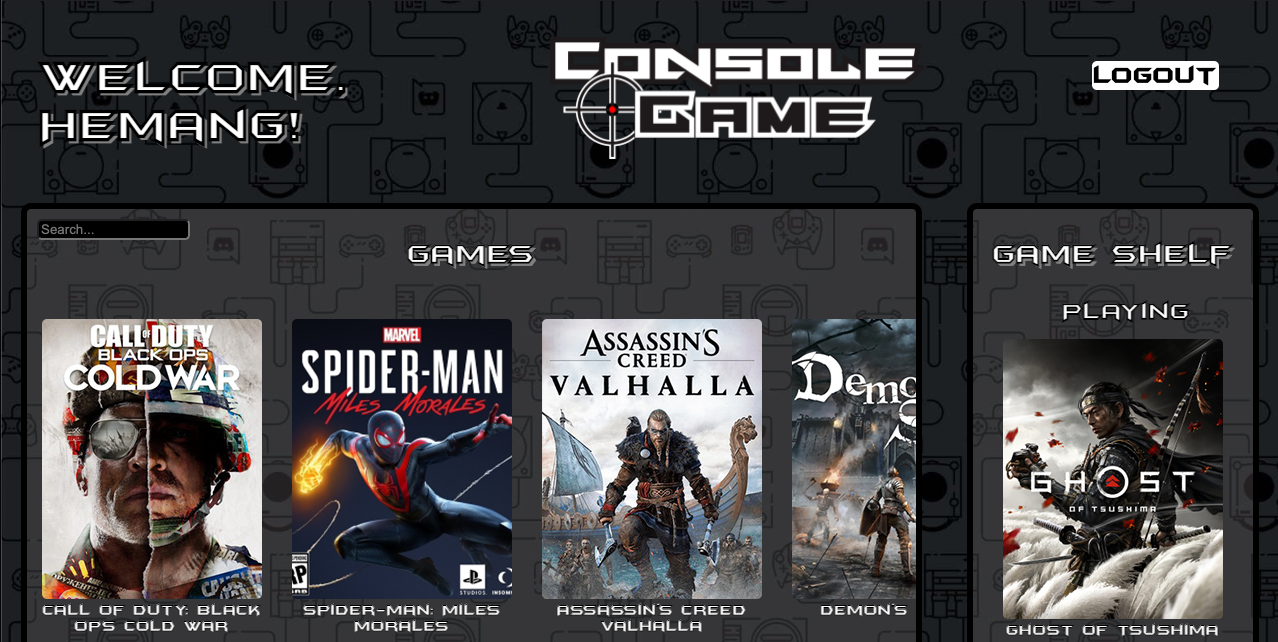 WELCOME,
HEMANG!
CONSOLE
GAME
LOGOUT
Search...
GAMES
CALL OF DUTY
BLACK OPS
COLD WAR
MARVEL
SPIDER-MAN
MILES MORALES
ASSASSIN'S
CREED
VALHALLA
CALL OF DUTY: BLACK
OPS COLD WAR
SPIDER-MAN: MILES
MORALES
ASSASSIN'S CREED
VALHALLA
DEMON'S
GAME SHELF
PLAYING
GHOST
OF TSUSHIMA
GHOST OF TSUSHIMA